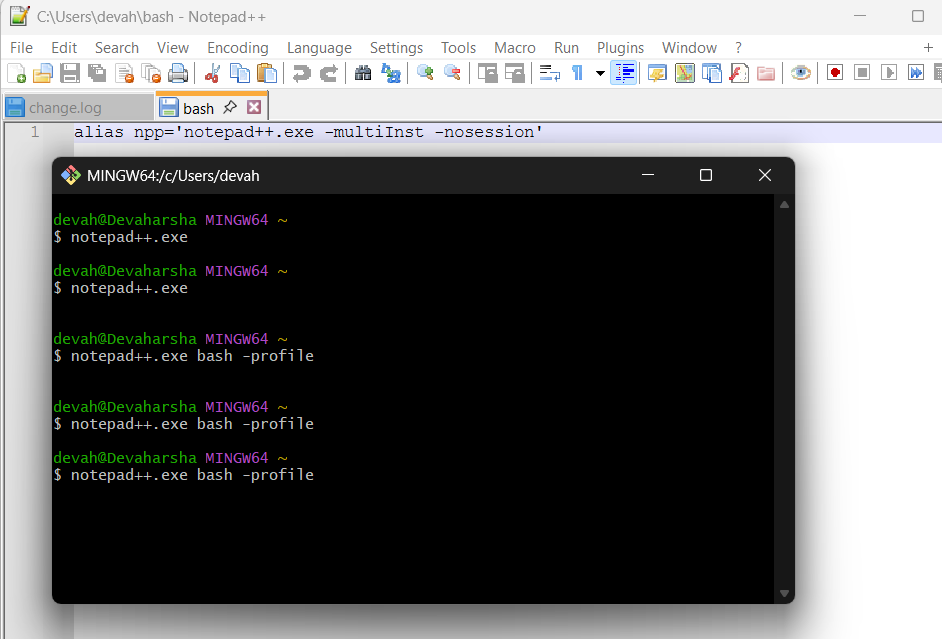 C:\Users\devah\bash - Notepad++
File Edit Search View Encoding Language Settings Tools Macro Run Plugins Window ? +
change.log bash
1 alias npp='notepad++.exe -multiInst -nosession'
MINGW64:/c/Users/devah
devah@Devaharsha MINGW64 ~
$ notepad++.exe
devah@Devaharsha MINGW64 ~
$ notepad++.exe
devah@Devaharsha MINGW64 ~
$ notepad++.exe bash -profile
devah@Devaharsha MINGW64 ~
$ notepad++.exe bash -profile
devah@Devaharsha MINGW64 ~
$ notepad++.exe bash -profile